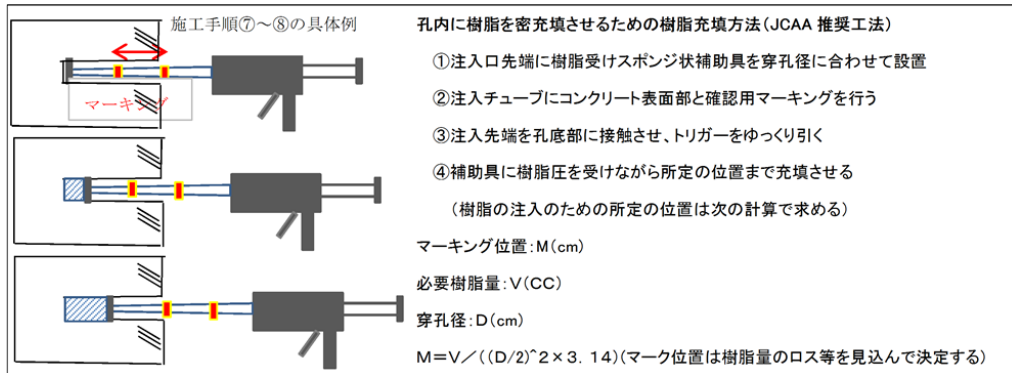 施工手順⑦～⑧の具体例
マーキング
孔内に樹脂を密充填させるための樹脂充填方法(JCAA 推奨工法)
①注入口先端に樹脂受けスポンジ状補助具を穿孔径に合わせて設置
②注入チューブにコンクリート表面部と確認用マーキングを行う
③注入先端を孔底部に接触させ、トリガーをゆっくり引く
④補助具に樹脂圧を受けながら所定の位置まで充填させる
(樹脂の注入のための所定の位置は次の計算で求める)
マーキング位置:M(cm)
必要樹脂量:V(CC)
穿孔径:D(cm)
M=V/((D/2)^2×3.14)(マーク位置は樹脂量のロス等を見込んで決定する)